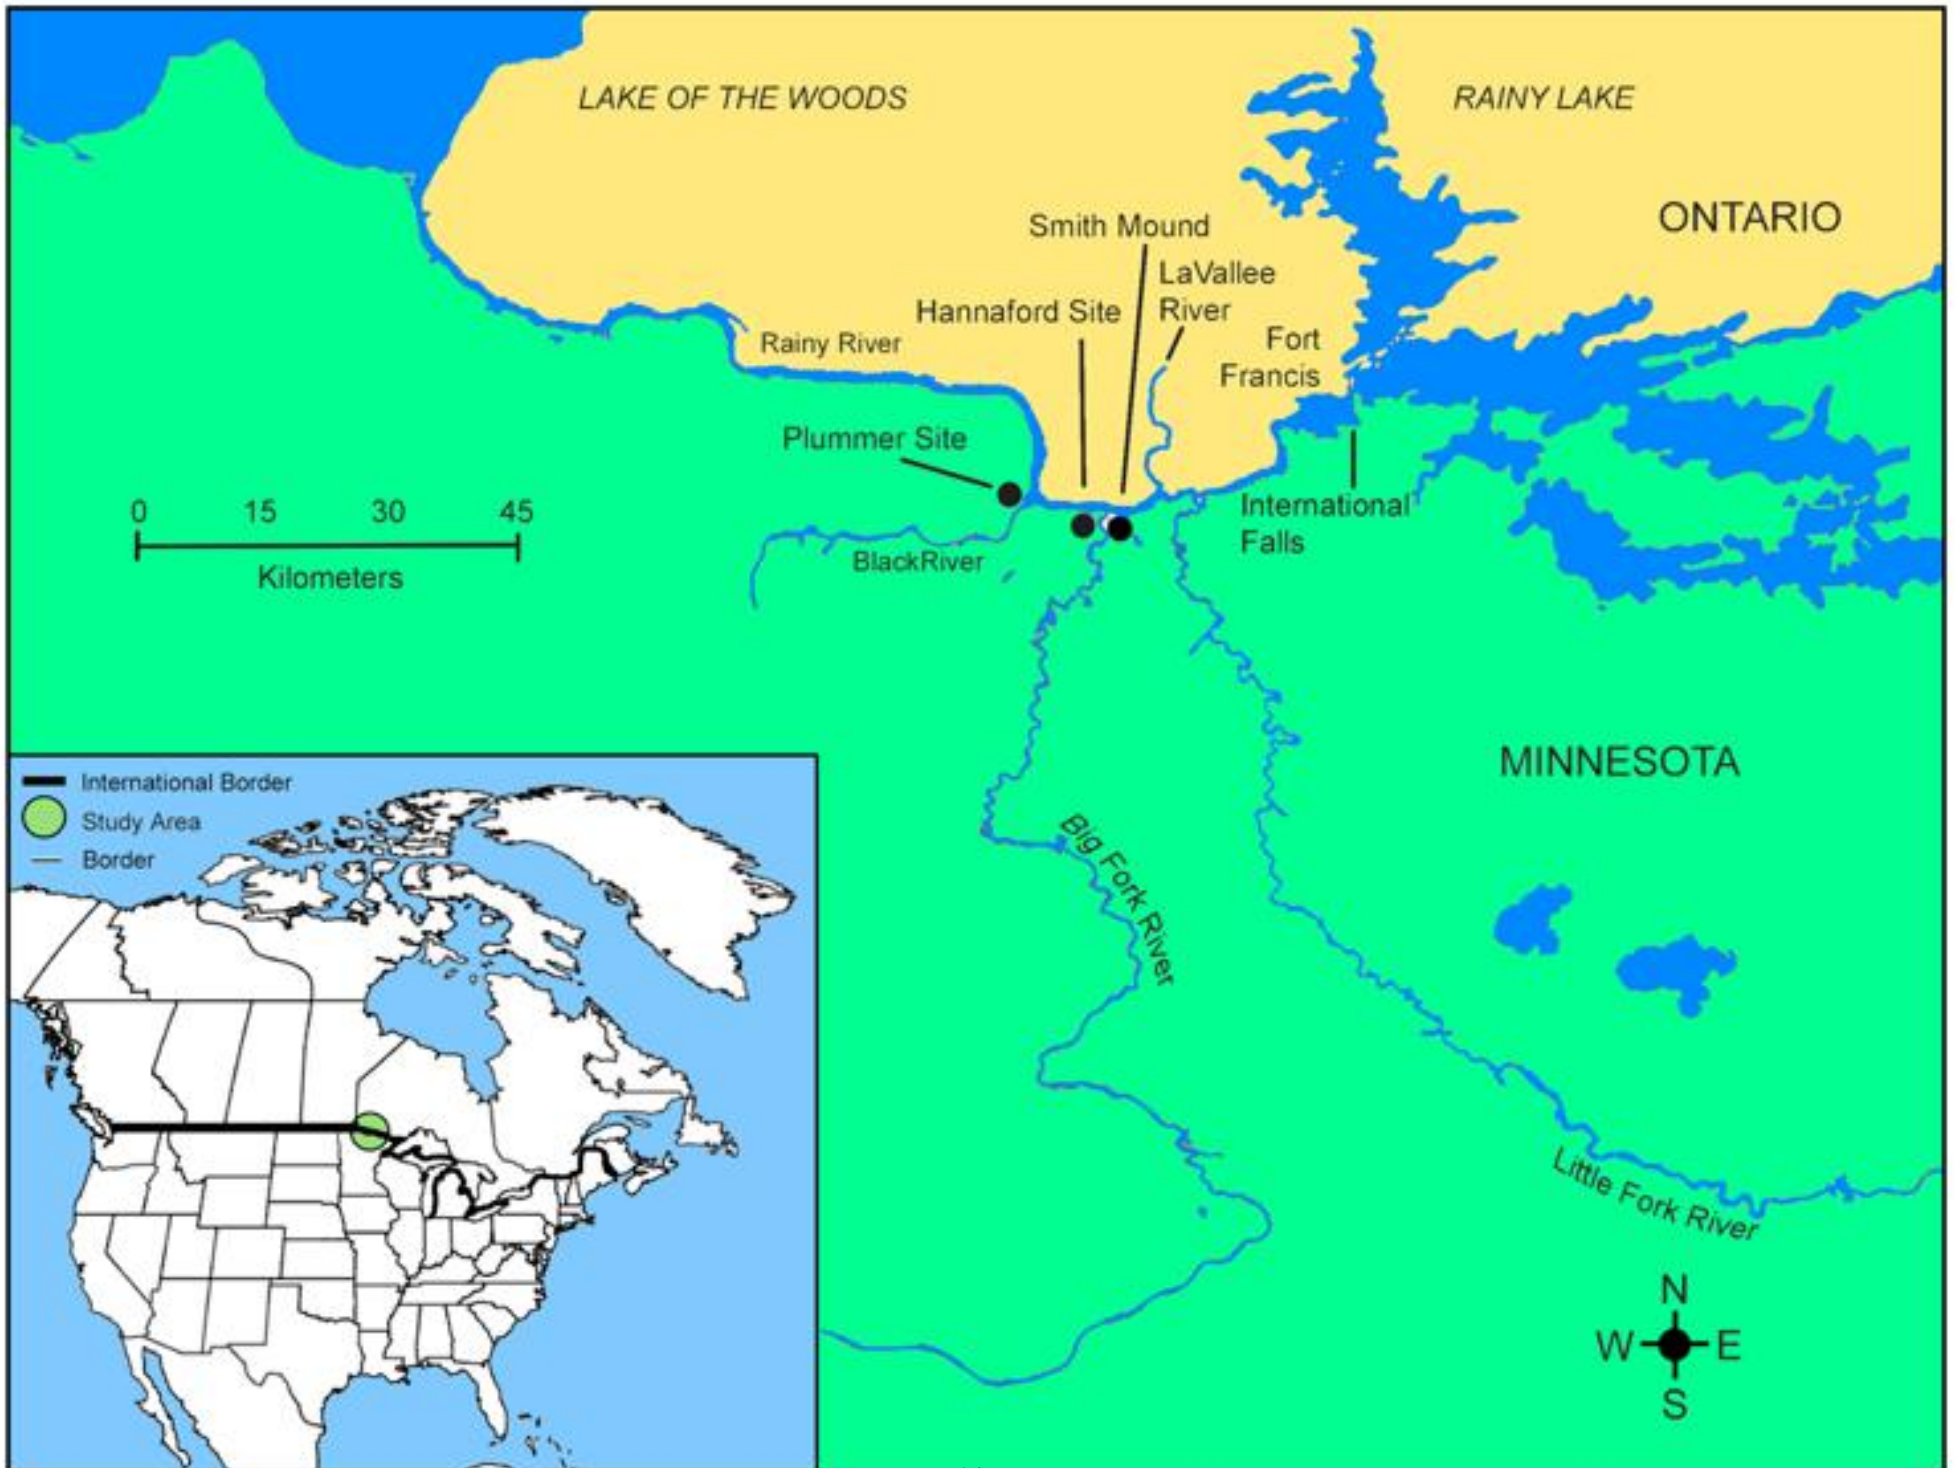 LAKE OF THE WOODS
RAINY LAKE
ONTARIO
Smith Mound
LaVallee
River
Hannaford Site
Fort
Francis
Rainy River
Plummer Site
International
Falls
0 15 30 45
Kilometers
BlackRiver
MINNESOTA
International Border
Study Area
Border
Big Fork River
Little Fork River
N
W E
S